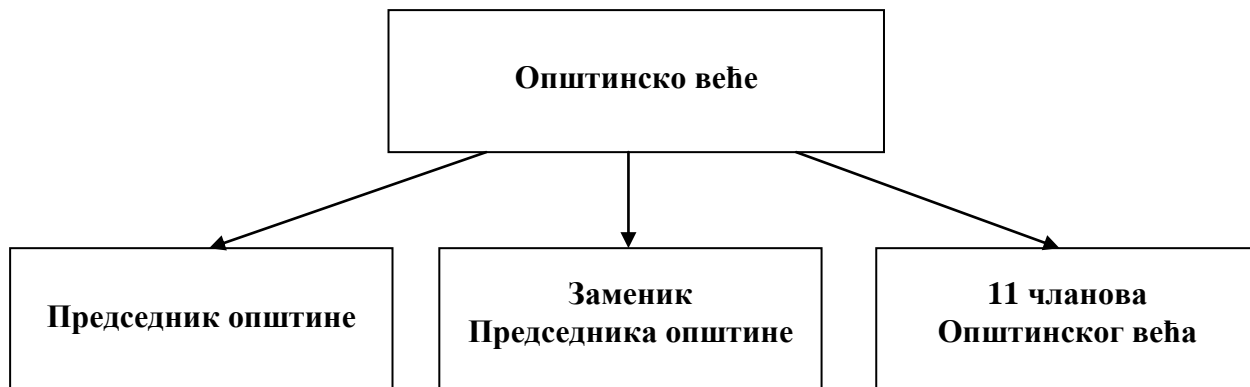 Општинско веће
Председник општине
Заменик
Председника општине
11 чланова
Општинског већа